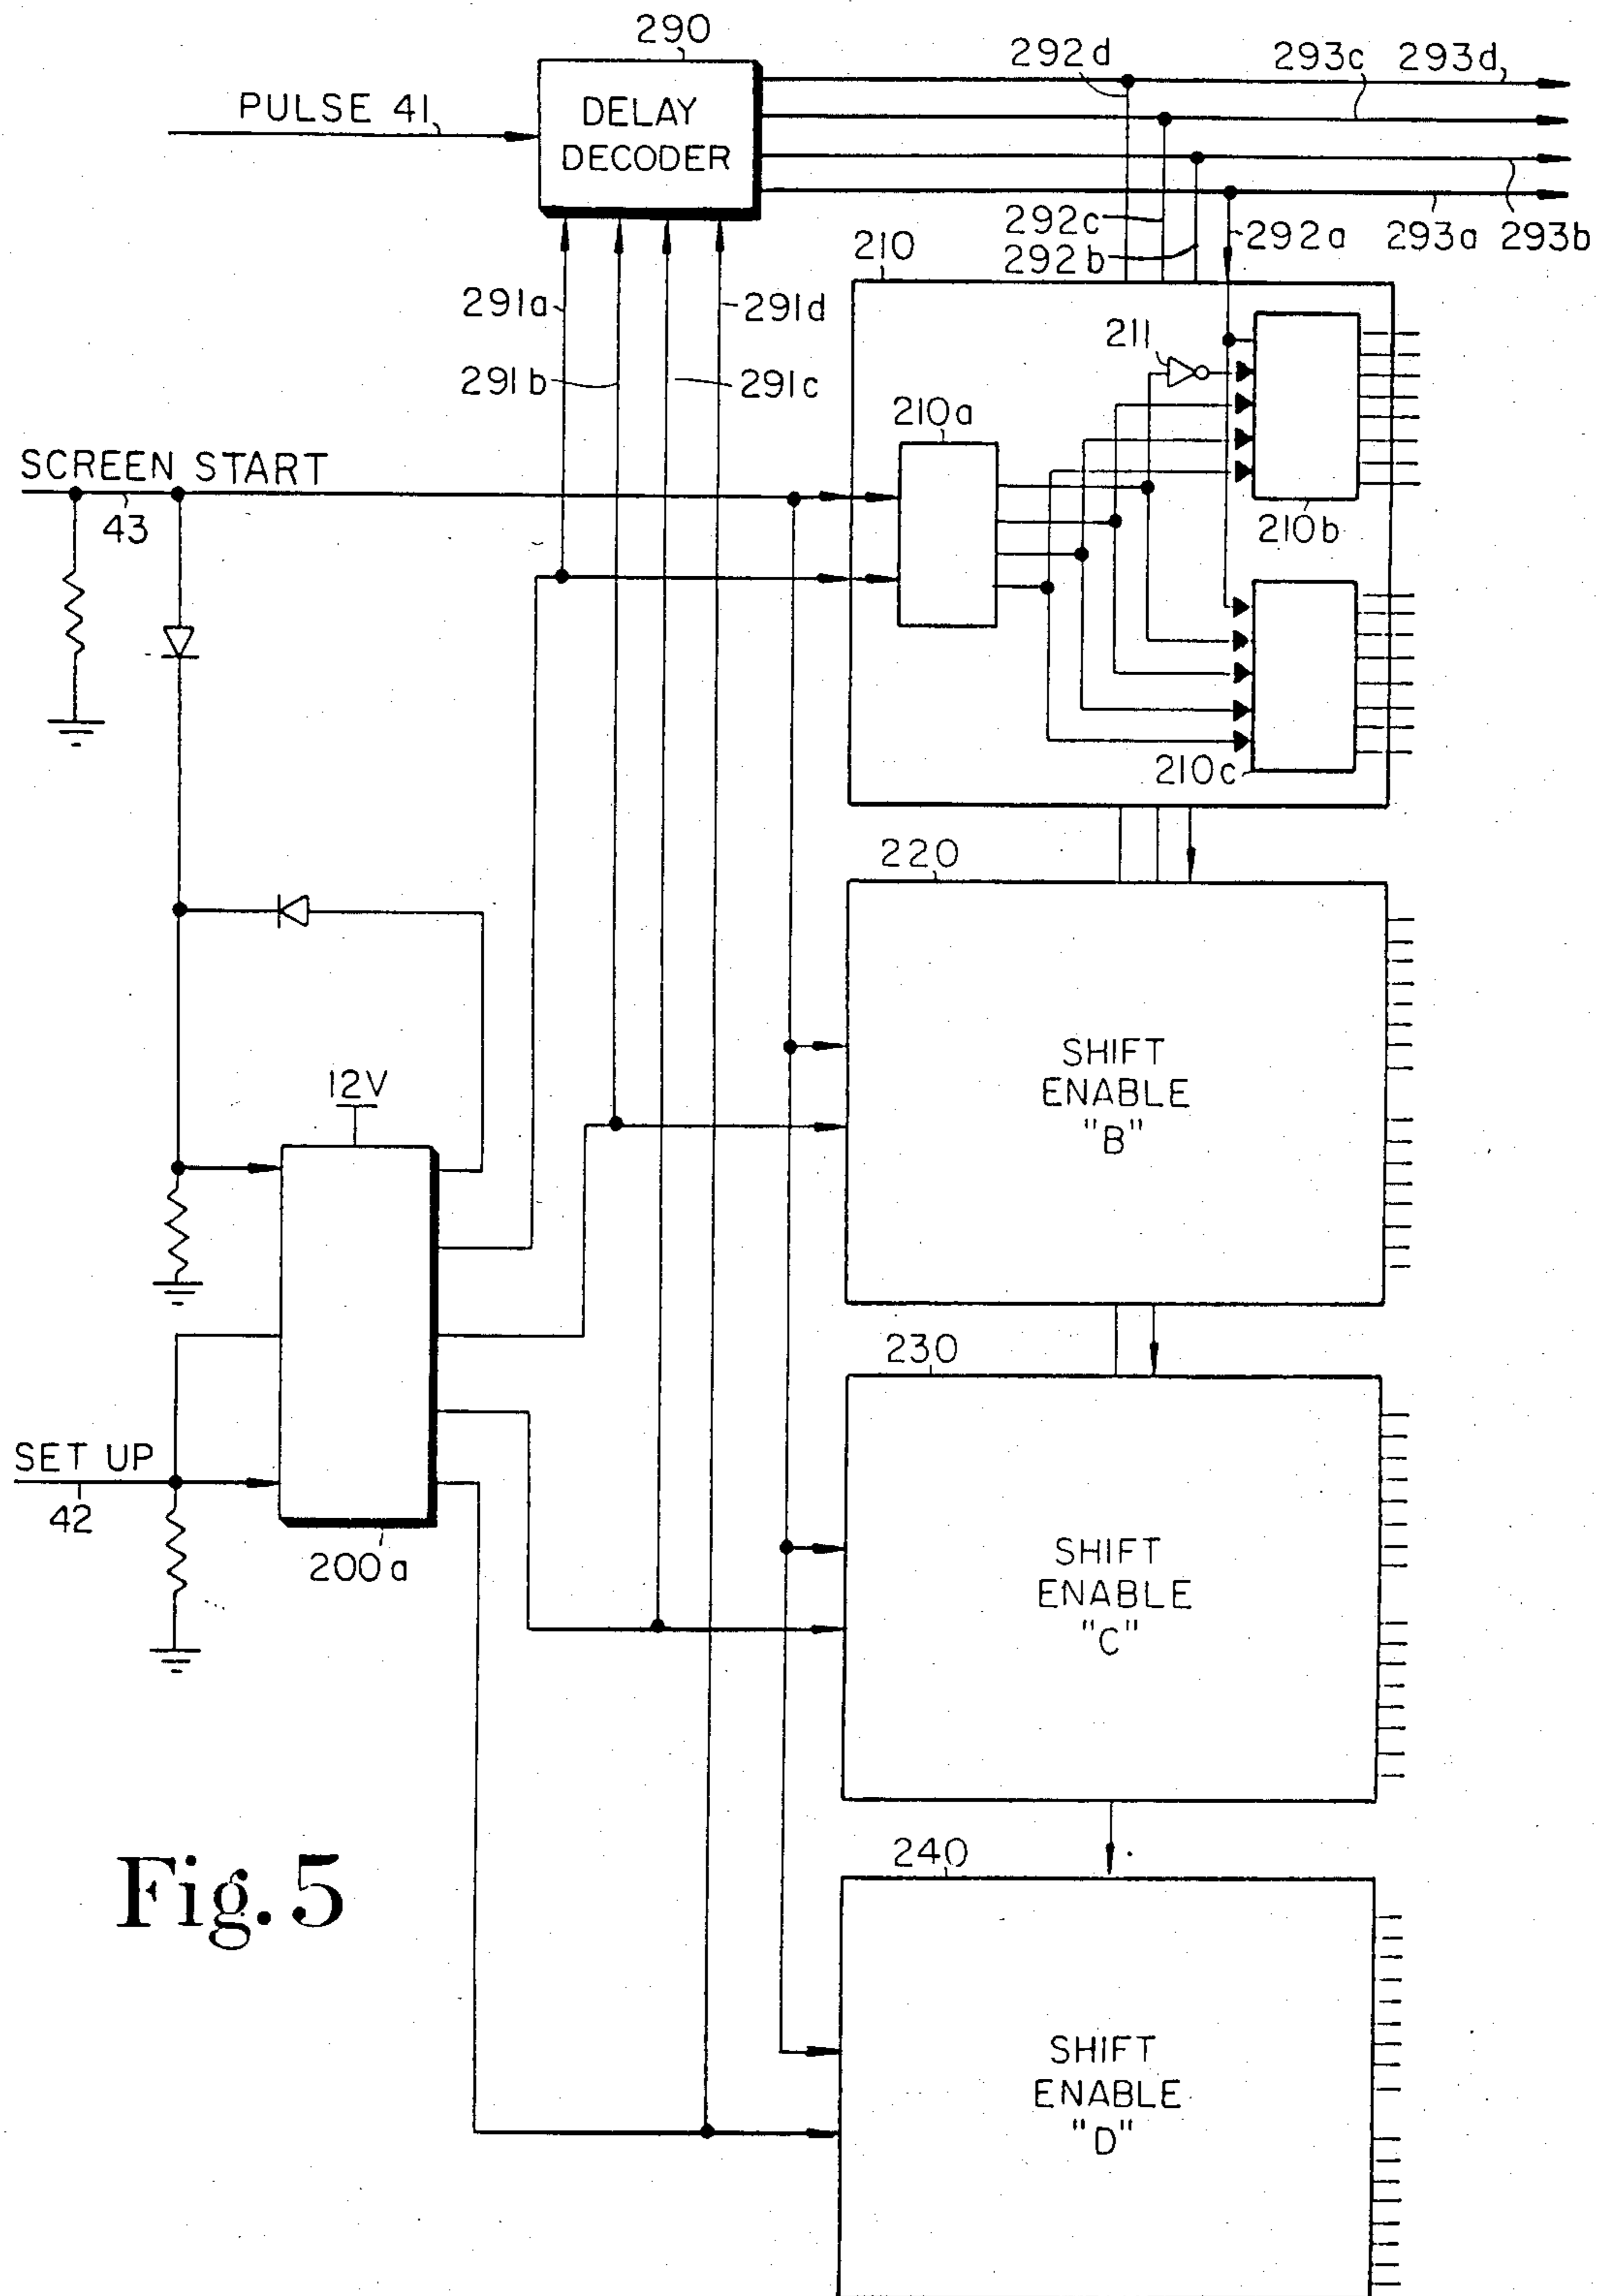 290
292d
293c 293d
PULSE 41
DELAY
DECODER
292c
292b
292a 293a 293b
210
291a
291d
211
291b
291c
210a
SCREEN START
43
210b
210c
220
SHIFT
ENABLE
"B"
12V
230
SET UP
42
200a
SHIFT
ENABLE
"C"
240
Fig. 5
SHIFT
ENABLE
"D"